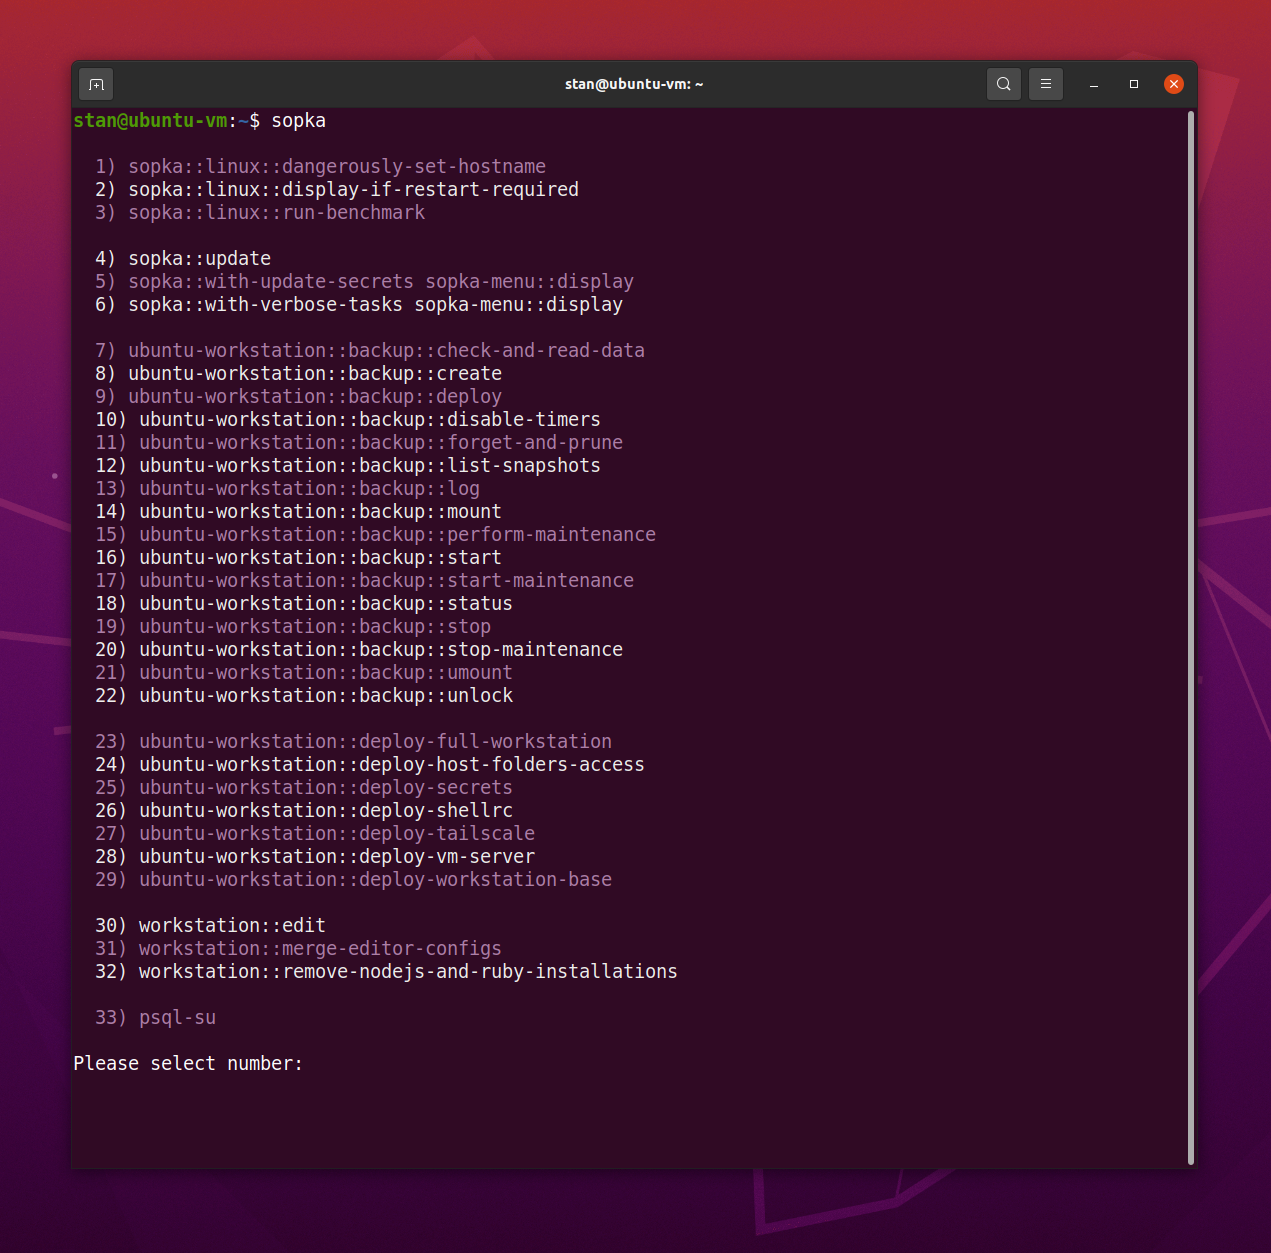 stan@ubuntu-vm: ~
stan@ubuntu-vm:~$ sopka
1) sopka::linux::dangerously-set-hostname
2) sopka::linux::display-if-restart-required
3) sopka::linux::run-benchmark
4) sopka::update
5) sopka::with-update-secrets sopka-menu::display
6) sopka::with-verbose-tasks sopka-menu::display
7) ubuntu-workstation::backup::check-and-read-data
8) ubuntu-workstation::backup::create
9) ubuntu-workstation::backup::deploy
10) ubuntu-workstation::backup::disable-timers
11) ubuntu-workstation::backup::forget-and-prune
12) ubuntu-workstation::backup::list-snapshots
13) ubuntu-workstation::backup::log
14) ubuntu-workstation::backup::mount
15) ubuntu-workstation::backup::perform-maintenance
16) ubuntu-workstation::backup::start
17) ubuntu-workstation::backup::start-maintenance
18) ubuntu-workstation::backup::status
19) ubuntu-workstation::backup::stop
20) ubuntu-workstation::backup::stop-maintenance
21) ubuntu-workstation::backup::umount
22) ubuntu-workstation::backup::unlock
23) ubuntu-workstation::deploy-full-workstation
24) ubuntu-workstation::deploy-host-folders-access
25) ubuntu-workstation::deploy-secrets
26) ubuntu-workstation::deploy-shellrc
27) ubuntu-workstation::deploy-tailscale
28) ubuntu-workstation::deploy-vm-server
29) ubuntu-workstation::deploy-workstation-base
30) workstation::edit
31) workstation::merge-editor-configs
32) workstation::remove-nodejs-and-ruby-installations
33) psql-su
Please select number: